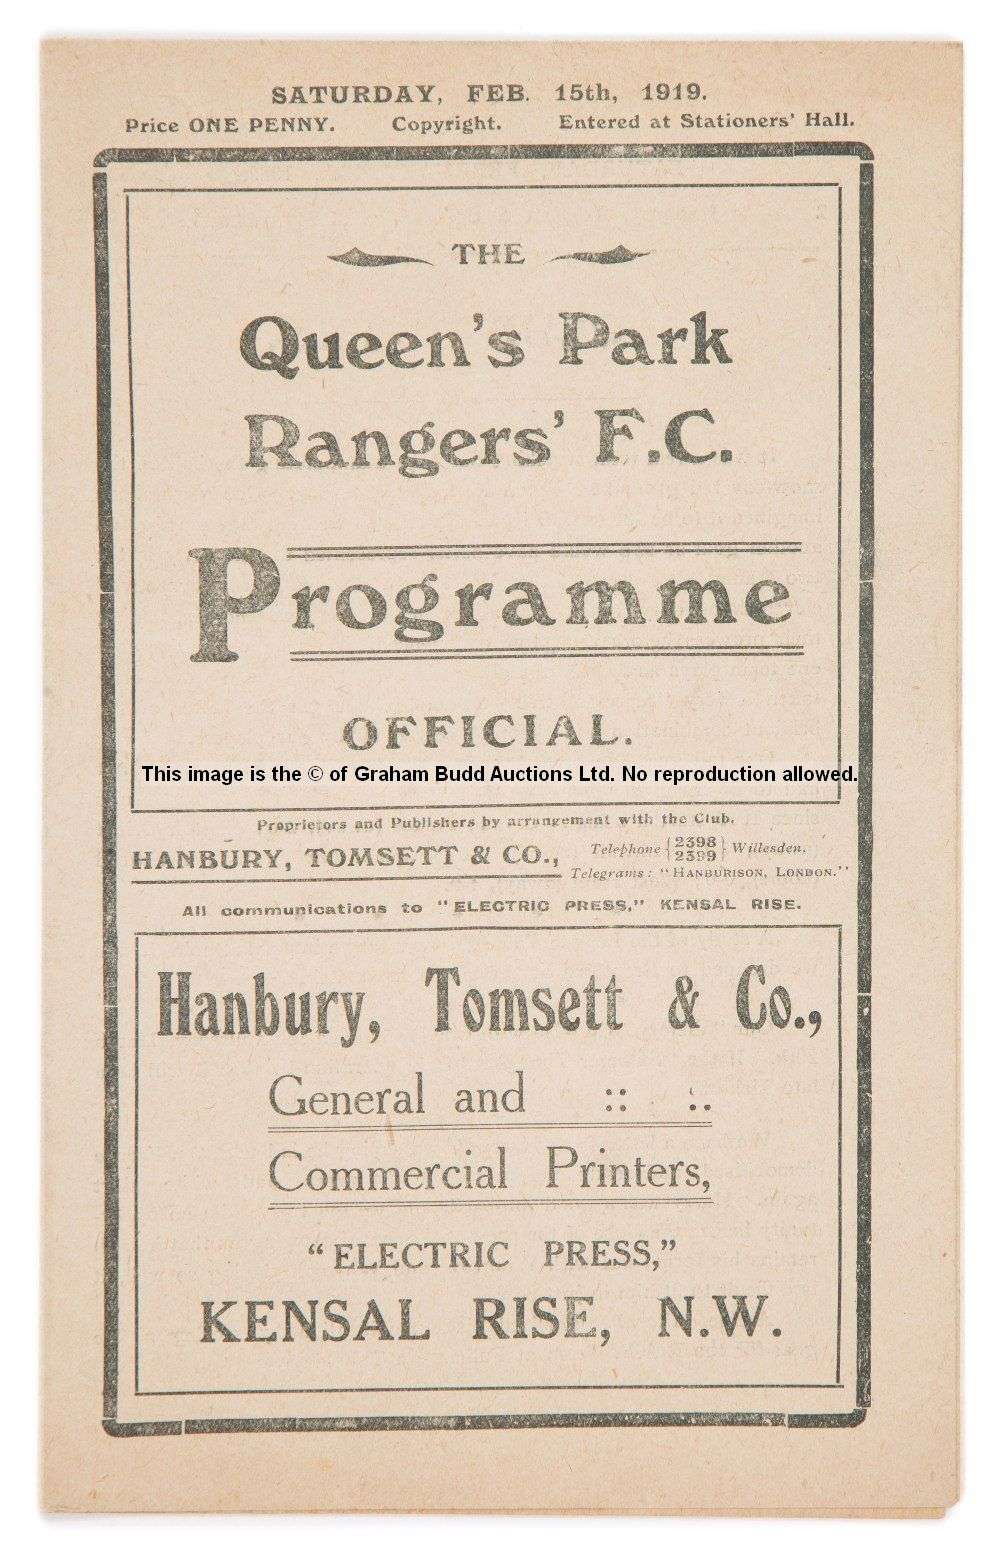 SATURDAY, FEB. 15th, 1919.
Price ONE PENNY. Copyright. Entered at Stationers' Hall.
THE
Queen's Park
Rangers' F.C.
Programme
OFFICIAL.
This image is the © of Graham Budd Auctions Ltd. No reproduction allowed.
Proprietors and Publishers by arrangement with the Club.
HANBURY, TOMSETT & CO., Telephone { 2398 2399 } Willesden.
Telegrams: "HANBURISON, LONDON."
All communications to "ELECTRIC PRESS," KENSAL RISE.
Hanbury, Tomsett & Co.,
General and :: ::
Commercial Printers,
"ELECTRIC PRESS,"
KENSAL RISE, N.W.